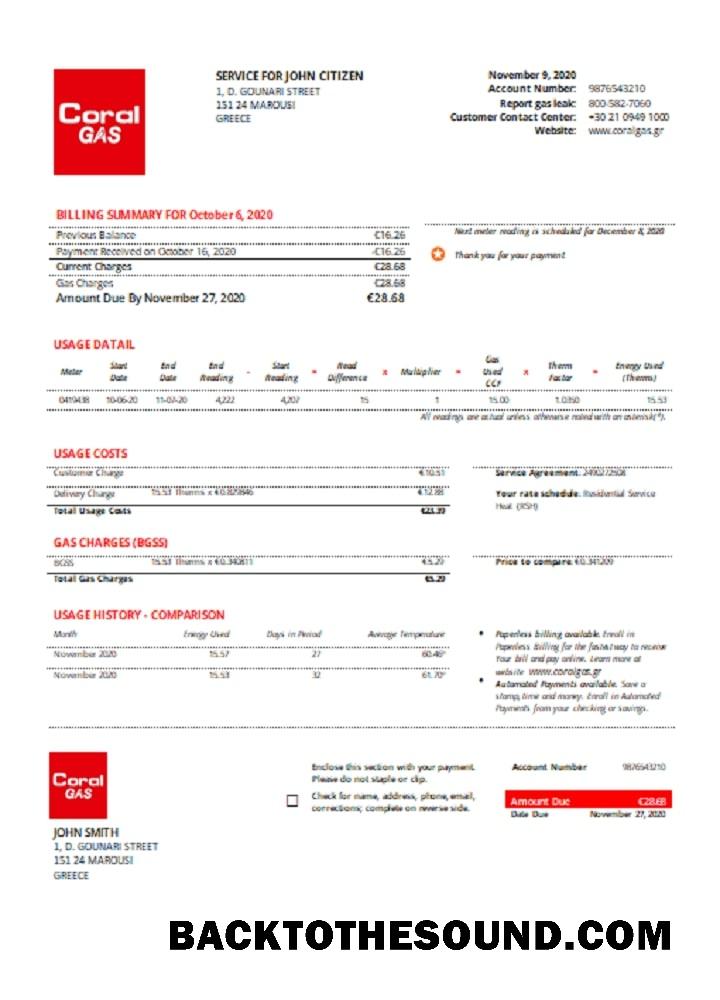 Coral
GAS
SERVICE FOR JOHN CITIZEN
1, D. GOUNARI STREET
151 24 MAROUSI
GREECE
November 9, 2020
Account Number: 9876543210
Report gas leak: 800-582-7060
Customer Contact Center: +30 21 0949 1000
Website: www.coralgas.gr
BILLING SUMMARY FOR October 6, 2020
Previous Balance €16.26
Payment Received on October 16, 2020 -€16.26
Current Charges €28.68
Gas Charges €28.68
Amount Due By November 27, 2020 €28.68
Next meter reading is scheduled for December 8, 2020
Thank you for your payment
USAGE DATAIL
Meter Start Date End Date End Reading - Start Reading = Read Difference x Multiplier = Gas Used CCF x Therm Factor = Energy Used (Therms)
0419438 10-06-20 11-07-20 4,222 4,207 15 1 15.00 1.0350 15.53
All readings are actual unless otherwise noted with an asterisk(*).
USAGE COSTS
Customer Charge €10.51
Delivery Charge 15.53 Therms x €0.829846 €12.88
Total Usage Costs €23.39
Service Agreement: 2490272508
Your rate schedule: Residential Service
Heat (RSH)
GAS CHARGES (BGSS)
BGSS 15.53 Therms x €0.340811 €5.29
Total Gas Charges €5.29
Price to compare: €0.341209
USAGE HISTORY - COMPARISON
Month Energy Used Days in Period Average Temperature
November 2020 15.57 27 60.46°
November 2020 15.53 32 61.70°
• Paperless billing available. Enroll in
Paperless Billing for the fastest way to receive
Your bill and pay online. Learn more at
website www.coralgas.gr
• Automated Payments available. Save a
stamp, time and money. Enroll in Automated
Payments from your checking or savings.
Coral
GAS
JOHN SMITH
1, D. GOUNARI STREET
151 24 MAROUSI
GREECE
Enclose this section with your payment.
Please do not staple or clip.
Check for name, address, phone, email,
corrections; complete on reverse side.
Account Number 9876543210
Amount Due €28.68
Date Due November 27, 2020
BACKTOTHESOUND.COM